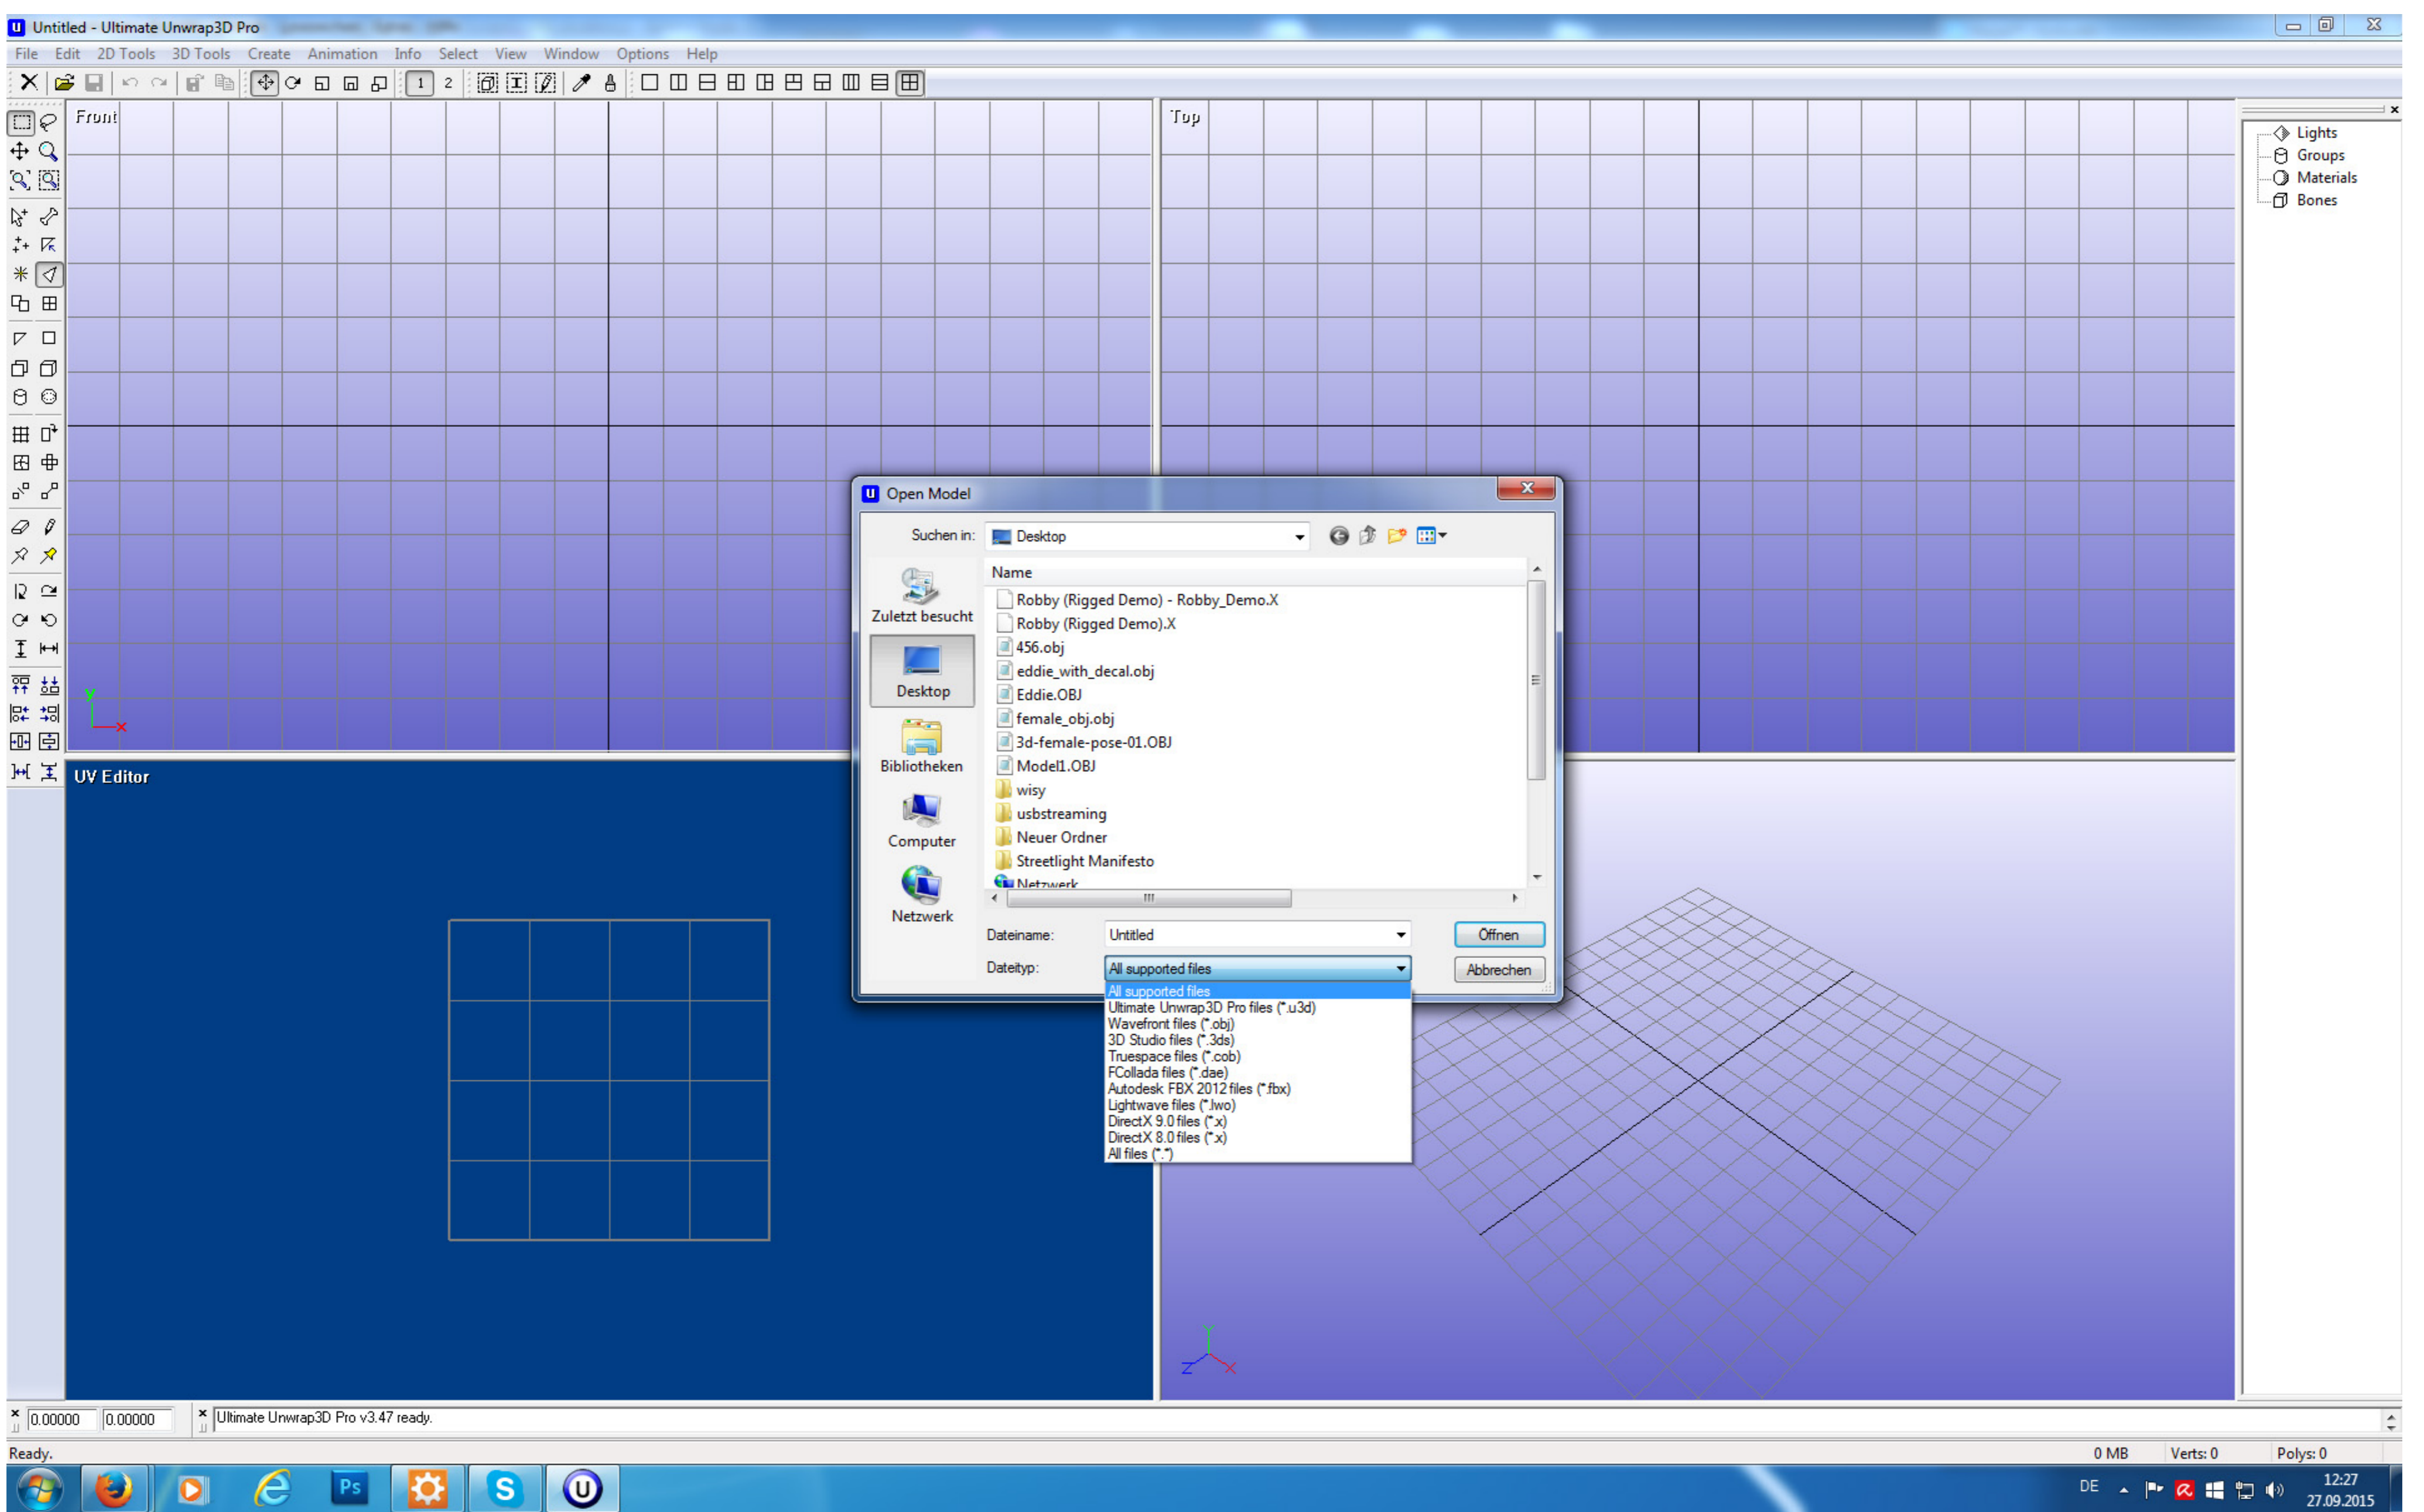 Untitled - Ultimate Unwrap3D Pro
File Edit 2D Tools 3D Tools Create Animation Info Select View Window Options Help
1 2
Front
Top
Lights
Groups
Materials
Bones
y
x
UV Editor
Open Model
Suchen in: Desktop
Name
Zuletzt besucht
Desktop
Bibliotheken
Computer
Netzwerk
Robby (Rigged Demo) - Robby_Demo.X
Robby (Rigged Demo).X
456.obj
eddie_with_decal.obj
Eddie.OBJ
female_obj.obj
3d-female-pose-01.OBJ
Model1.OBJ
wisy
usbstreaming
Neuer Ordner
Streetlight Manifesto
Netzwerk
Dateiname: Untitled Öffnen
Dateityp: All supported files Abbrechen
All supported files
Ultimate Unwrap3D Pro files (*.u3d)
Wavefront files (*.obj)
3D Studio files (*.3ds)
Truespace files (*.cob)
FCollada files (*.dae)
Autodesk FBX 2012 files (*.fbx)
Lightwave files (*.lwo)
DirectX 9.0 files (*.x)
DirectX 8.0 files (*.x)
All files (*.*)
Y
Z X
0.00000 0.00000 Ultimate Unwrap3D Pro v3.47 ready.
Ready. 0 MB Verts: 0 Polys: 0
Ps S U
DE 12:27
27.09.2015